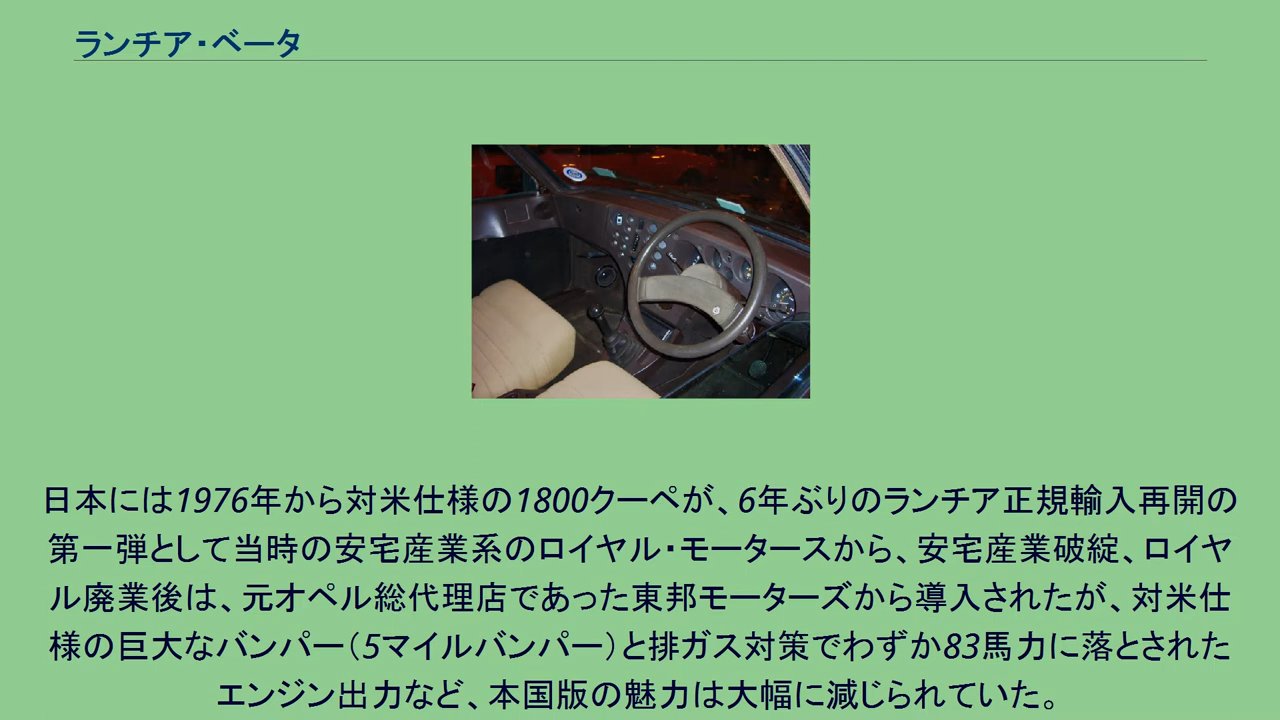 ランチア・ベータ
日本には1976年から対米仕様の1800クーペが、6年ぶりのランチア正規輸入再開の
第一弾として当時の安宅産業系のロイヤル・モータースから、安宅産業破綻、ロイヤ
ル廃業後は、元オペル総代理店であった東邦モーターズから導入されたが、対米仕
様の巨大なバンパー（5マイルバンパー）と排ガス対策でわずか83馬力に落とされた
エンジン出力など、本国版の魅力は大幅に減じられていた。